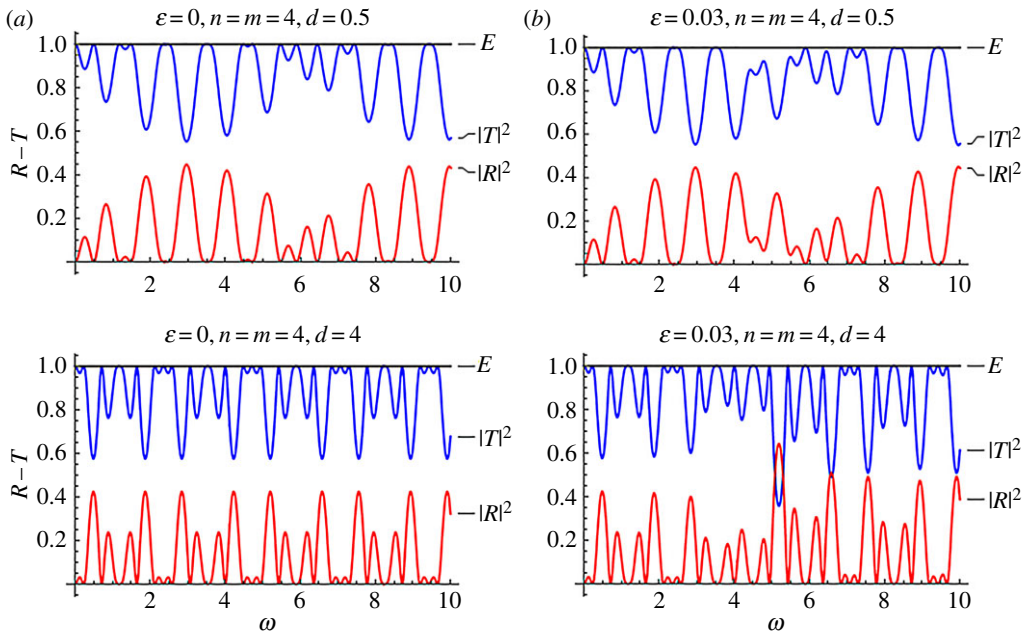 (a) ε = 0, n = m = 4, d = 0.5
1.0
0.8
0.6
0.4
0.2
R – T
2 4 6 8 10
E
|T|²
|R|²
(b) ε = 0.03, n = m = 4, d = 0.5
1.0
0.8
0.6
0.4
0.2
2 4 6 8 10
E
|T|²
|R|²
ε = 0, n = m = 4, d = 4
1.0
0.8
0.6
0.4
0.2
R – T
2 4 6 8 10
ω
E
|T|²
|R|²
ε = 0.03, n = m = 4, d = 4
1.0
0.8
0.6
0.4
0.2
2 4 6 8 10
ω
E
|T|²
|R|²